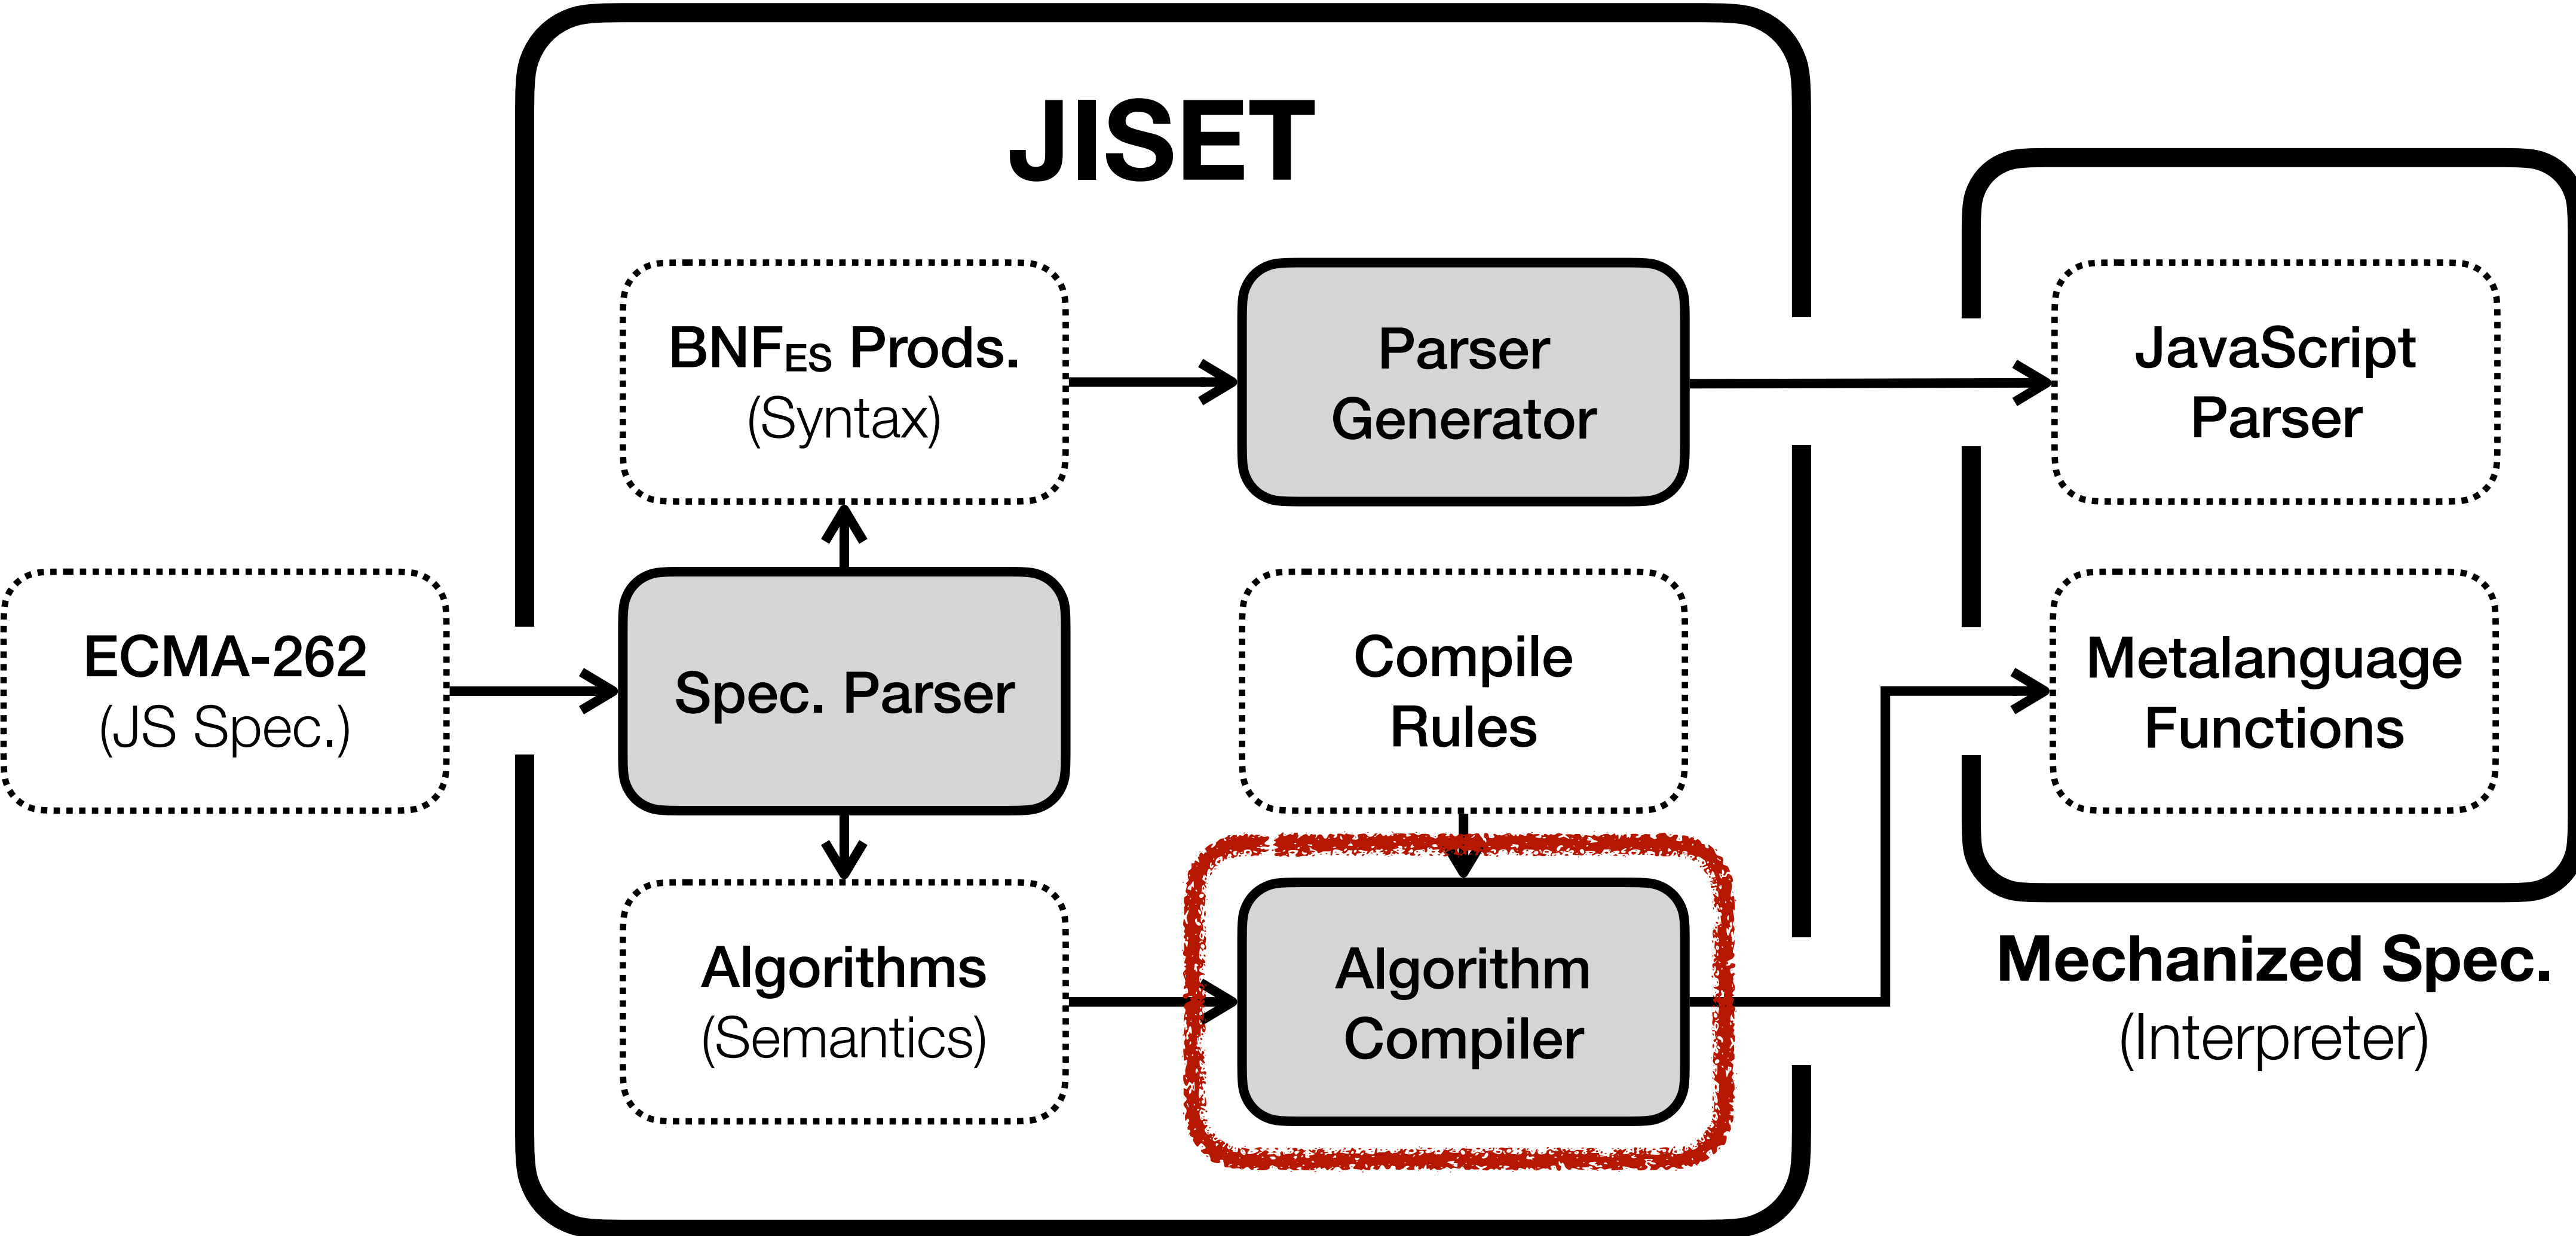 JISET
BNF_ES Prods.
(Syntax)
Parser
Generator
JavaScript
Parser
ECMA-262
(JS Spec.)
Spec. Parser
Compile
Rules
Metalanguage
Functions
Algorithms
(Semantics)
Algorithm
Compiler
Mechanized Spec.
(Interpreter)